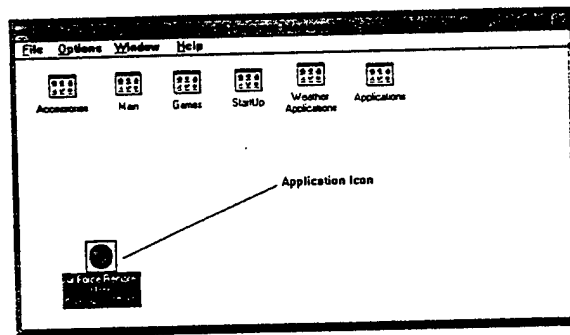 File Options Window Help
Accessories Main Games StartUp Weather Applications Applications
Application Icon